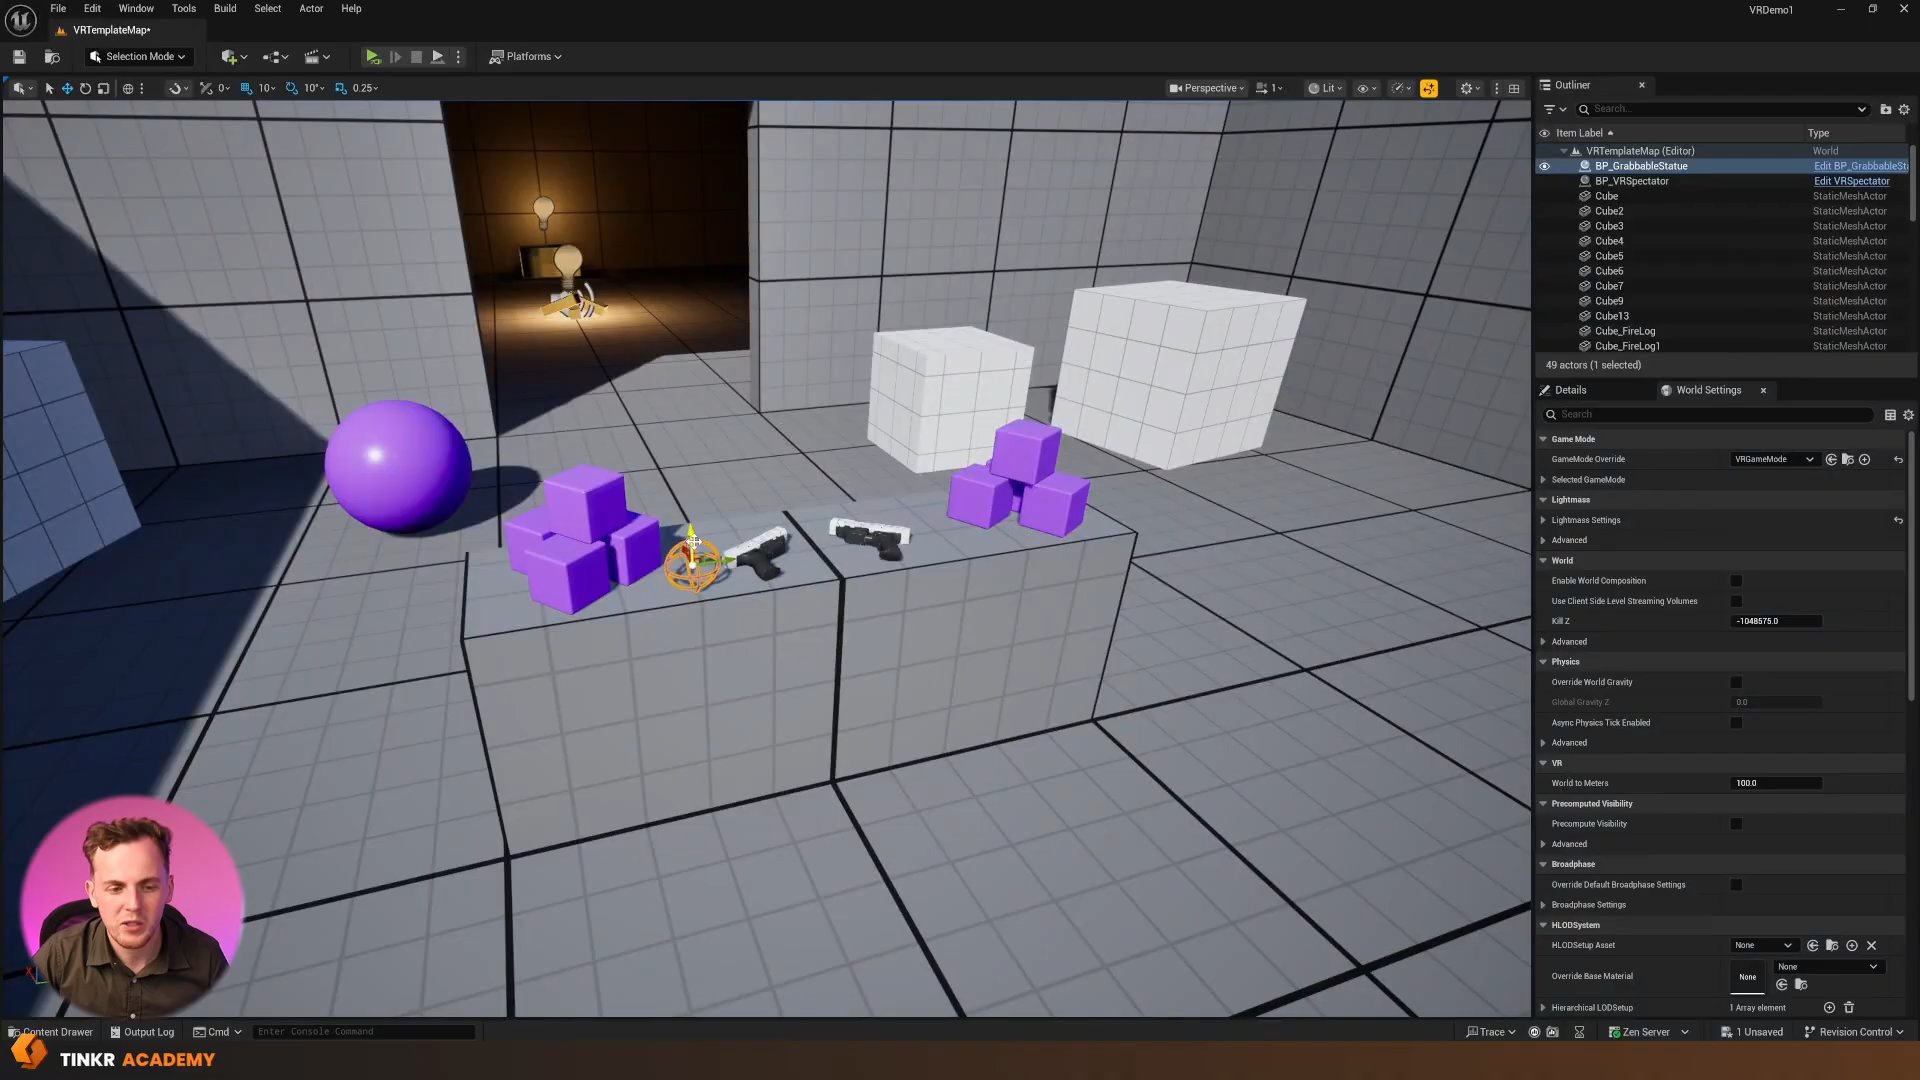 File Edit Window Tools Build Select Actor Help
VRDemo1
VRTemplateMap*
Selection Mode
Platforms
0 10 10° 0.25
Perspective 1 Lit
Outliner
Search...
Item Label Type
VRTemplateMap (Editor) World
BP_GrabbableStatue Edit BP_GrabbableSt
BP_VRSpectator Edit VRSpectator
Cube StaticMeshActor
Cube2 StaticMeshActor
Cube3 StaticMeshActor
Cube4 StaticMeshActor
Cube5 StaticMeshActor
Cube6 StaticMeshActor
Cube7 StaticMeshActor
Cube9 StaticMeshActor
Cube13 StaticMeshActor
Cube_FireLog StaticMeshActor
Cube_FireLog1 StaticMeshActor
49 actors (1 selected)
Details World Settings
Search
Game Mode
GameMode Override VRGameMode
Selected GameMode
Lightmass
Lightmass Settings
Advanced
World
Enable World Composition
Use Client Side Level Streaming Volumes
Kill Z -1048575.0
Advanced
Physics
Override World Gravity
Global Gravity Z 0.0
Async Physics Tick Enabled
Advanced
VR
World to Meters 100.0
Precomputed Visibility
Precompute Visibility
Advanced
Broadphase
Override Default Broadphase Settings
Broadphase Settings
HLODSystem
HLODSetup Asset None
Override Base Material None None
Hierarchical LODSetup 1 Array element
Content Drawer Output Log Cmd Enter Console Command
Trace Zen Server 1 Unsaved Revision Control
TINKR ACADEMY